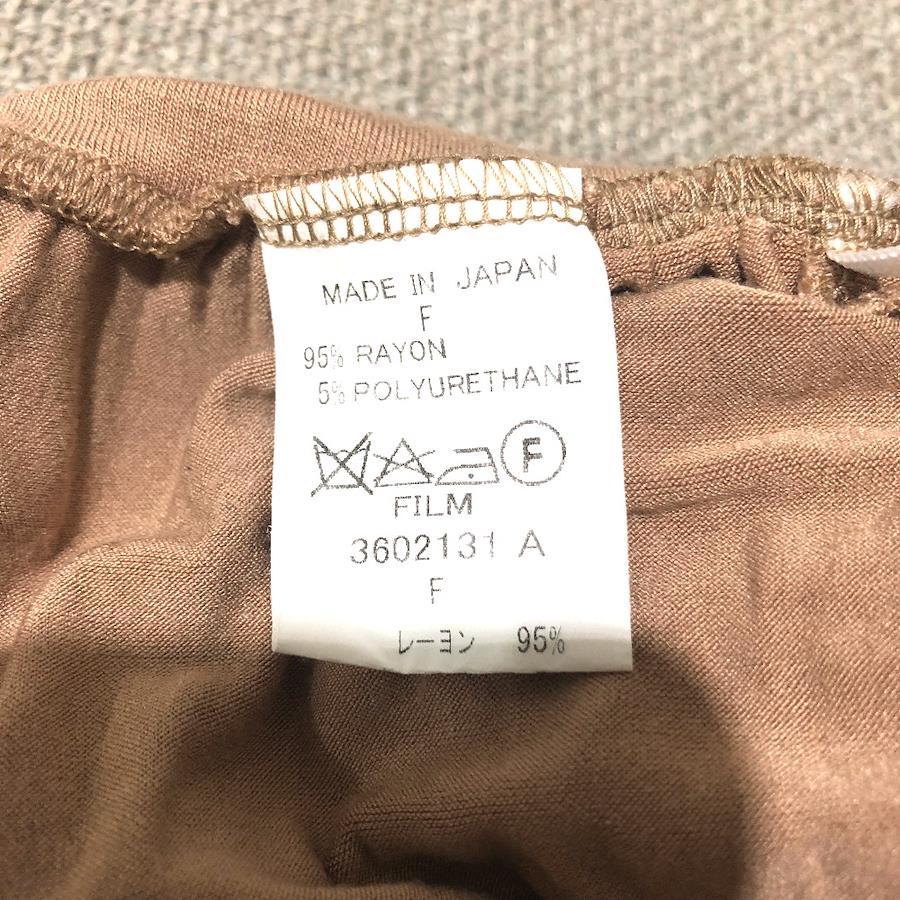 MADE IN JAPAN
F
95% RAYON
5% POLYURETHANE
F
FILM
3602131 A
F
レーヨン 95%